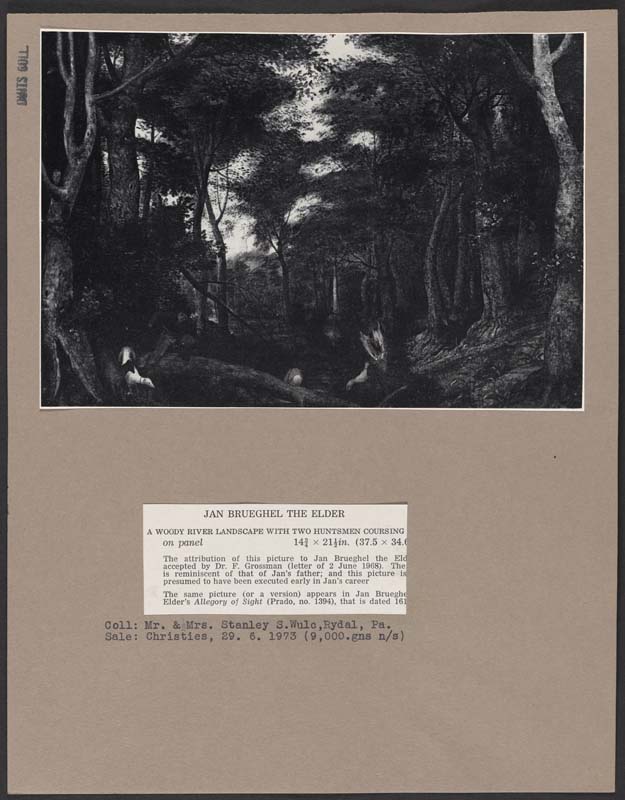 WITS COLL.
JAN BRUEGHEL THE ELDER
A WOODY RIVER LANDSCAPE WITH TWO HUNTSMEN COURSING
on panel 14¾ × 21½in. (37.5 × 34.6
The attribution of this picture to Jan Brueghel the Eld
accepted by Dr. F. Grossman (letter of 2 June 1968). The
is reminiscent of that of Jan's father; and this picture is
presumed to have been executed early in Jan's career
The same picture (or a version) appears in Jan Brueghe
Elder's Allegory of Sight (Prado, no. 1394), that is dated 161
Coll: Mr. & Mrs. Stanley S.Wulc,Rydal, Pa.
Sale: Christies, 29. 6. 1973 (9,000.gns n/s)